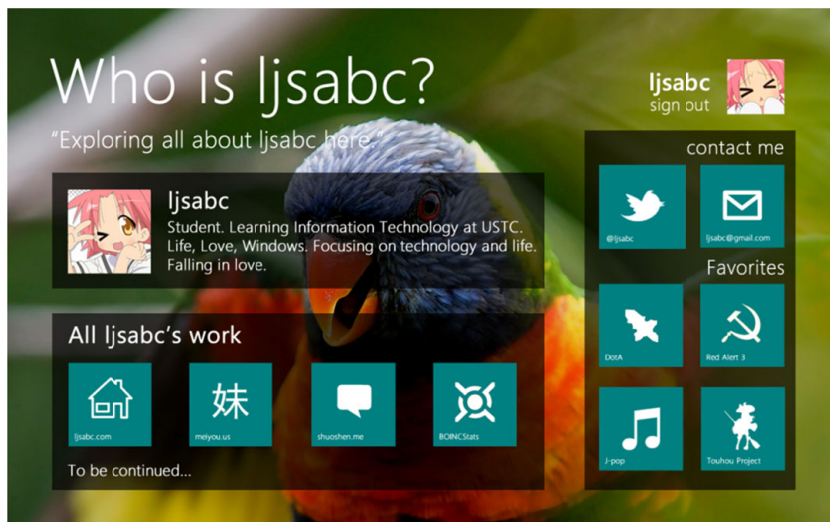 Who is ljsabc?
“Exploring all about ljsabc here.”
ljsabc
sign out
ljsabc
Student. Learning Information Technology at USTC.
Life, Love, Windows. Focusing on technology and life.
Falling in love.
All ljsabc’s work
ljsabc.com
妹
meiyou.us
shuoshen.me
BOINCStats
To be continued...
contact me
@ljsabc
ljsabc@gmail.com
Favorites
DotA
Red Alert 3
J-pop
Touhou Project